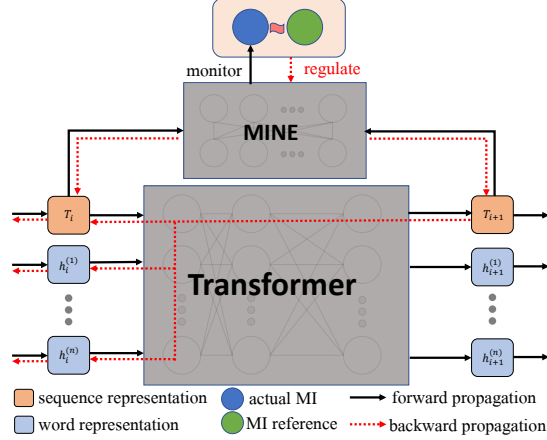 monitor
regulate
MINE
T_i
T_{i+1}
h_i^{(1)}
h_{i+1}^{(1)}
Transformer
h_i^{(n)}
h_{i+1}^{(n)}
sequence representation
actual MI
forward propagation
word representation
MI reference
backward propagation